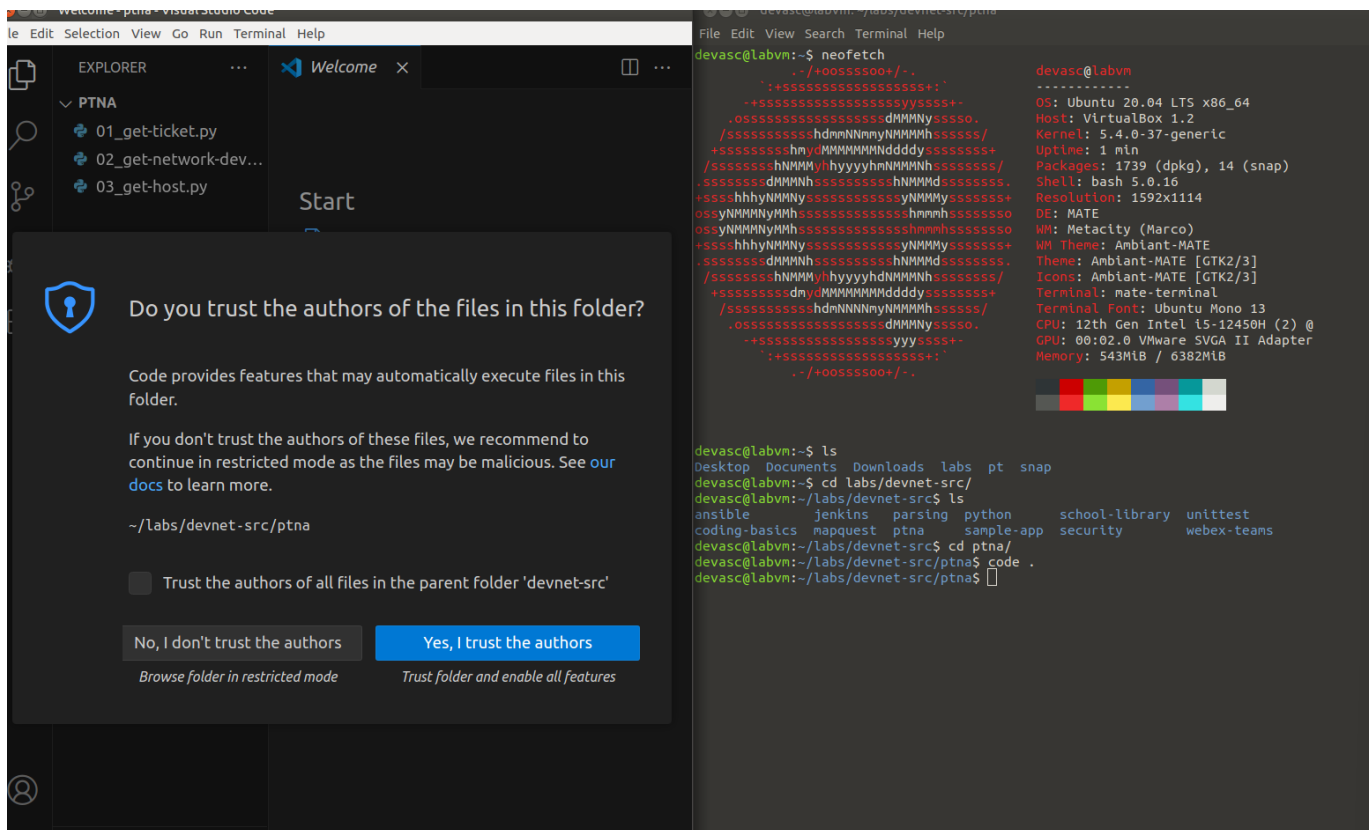 Welcome - ptna - Visual Studio Code
le Edit Selection View Go Run Terminal Help
EXPLORER ...
Welcome
PTNA
01_get-ticket.py
02_get-network-dev...
03_get-host.py
Start
Do you trust the authors of the files in this folder?
Code provides features that may automatically execute files in this
folder.
If you don't trust the authors of these files, we recommend to
continue in restricted mode as the files may be malicious. See our
docs to learn more.
~/labs/devnet-src/ptna
Trust the authors of all files in the parent folder 'devnet-src'
No, I don't trust the authors
Yes, I trust the authors
Browse folder in restricted mode
Trust folder and enable all features
devasc@labvm: ~/labs/devnet-src/ptna
File Edit View Search Terminal Help
devasc@labvm:~$ neofetch
devasc@labvm
------------
OS: Ubuntu 20.04 LTS x86_64
Host: VirtualBox 1.2
Kernel: 5.4.0-37-generic
Uptime: 1 min
Packages: 1739 (dpkg), 14 (snap)
Shell: bash 5.0.16
Resolution: 1592x1114
DE: MATE
WM: Metacity (Marco)
WM Theme: Ambiant-MATE
Theme: Ambiant-MATE [GTK2/3]
Icons: Ambiant-MATE [GTK2/3]
Terminal: mate-terminal
Terminal Font: Ubuntu Mono 13
CPU: 12th Gen Intel i5-12450H (2) @
GPU: 00:02.0 VMware SVGA II Adapter
Memory: 543MiB / 6382MiB
devasc@labvm:~$ ls
Desktop Documents Downloads labs pt snap
devasc@labvm:~$ cd labs/devnet-src/
devasc@labvm:~/labs/devnet-src$ ls
ansible jenkins parsing python school-library unittest
coding-basics mapquest ptna sample-app security webex-teams
devasc@labvm:~/labs/devnet-src$ cd ptna/
devasc@labvm:~/labs/devnet-src/ptna$ code .
devasc@labvm:~/labs/devnet-src/ptna$